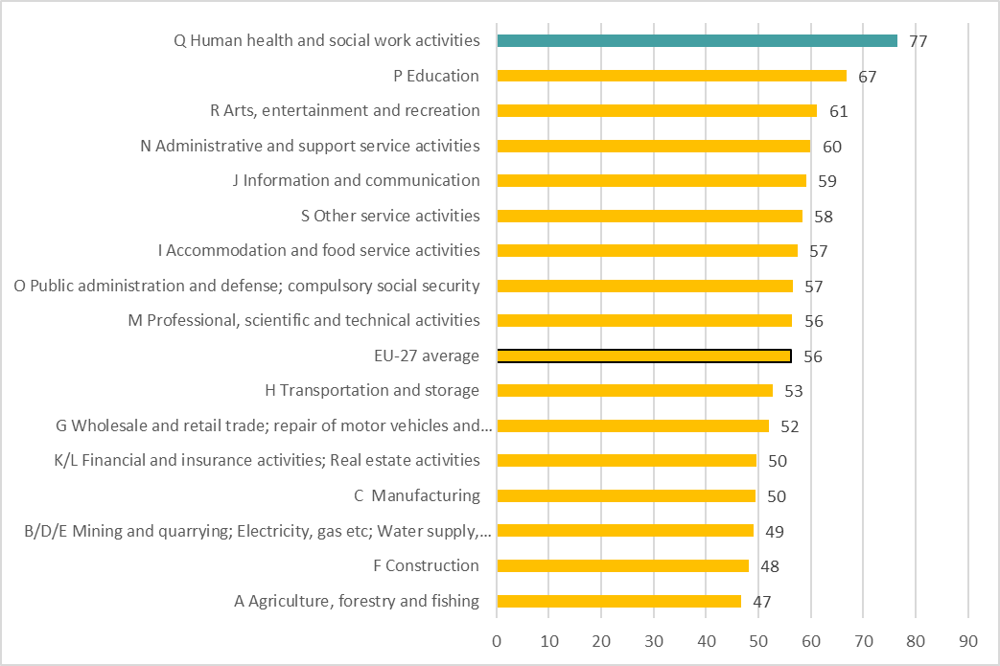 Q Human health and social work activities 77
P Education 67
R Arts, entertainment and recreation 61
N Administrative and support service activities 60
J Information and communication 59
S Other service activities 58
I Accommodation and food service activities 57
O Public administration and defense; compulsory social security 57
M Professional, scientific and technical activities 56
EU-27 average 56
H Transportation and storage 53
G Wholesale and retail trade; repair of motor vehicles and... 52
K/L Financial and insurance activities; Real estate activities 50
C  Manufacturing 50
B/D/E Mining and quarrying; Electricity, gas etc; Water supply,... 49
F Construction 48
A Agriculture, forestry and fishing 47
0 10 20 30 40 50 60 70 80 90